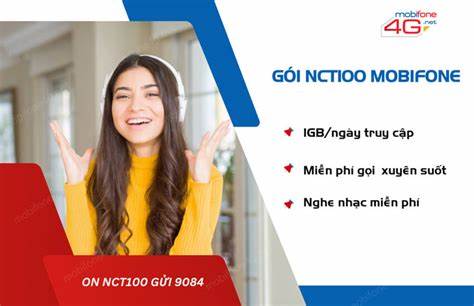 mobifone
4G.net
GÓI NCT100 MOBIFONE
1GB/ngày truy cập
Miễn phí gọi xuyên suốt
Nghe nhạc miễn phí
ON NCT100 GỬI 9084